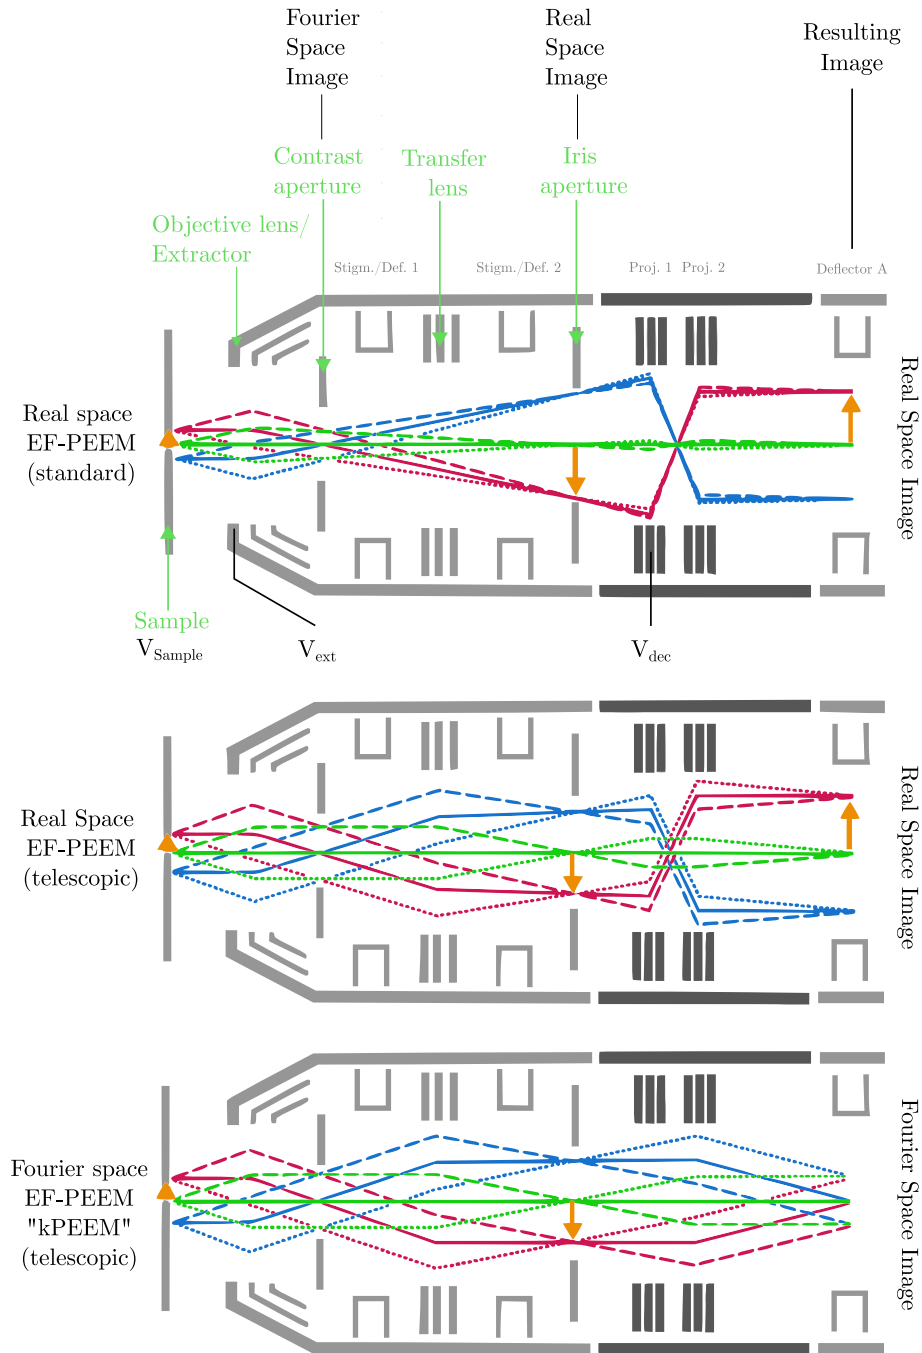 Fourier
Space
Image
Real
Space
Image
Resulting
Image
Contrast
aperture
Transfer
lens
Iris
aperture
Objective lens/
Extractor
Stigm./Def. 1
Stigm./Def. 2
Proj. 1
Proj. 2
Deflector A
Real space
EF-PEEM
(standard)
Real Space Image
Sample
V_Sample
V_ext
V_dec
Real Space
EF-PEEM
(telescopic)
Real Space Image
Fourier space
EF-PEEM
"kPEEM"
(telescopic)
Fourier Space Image